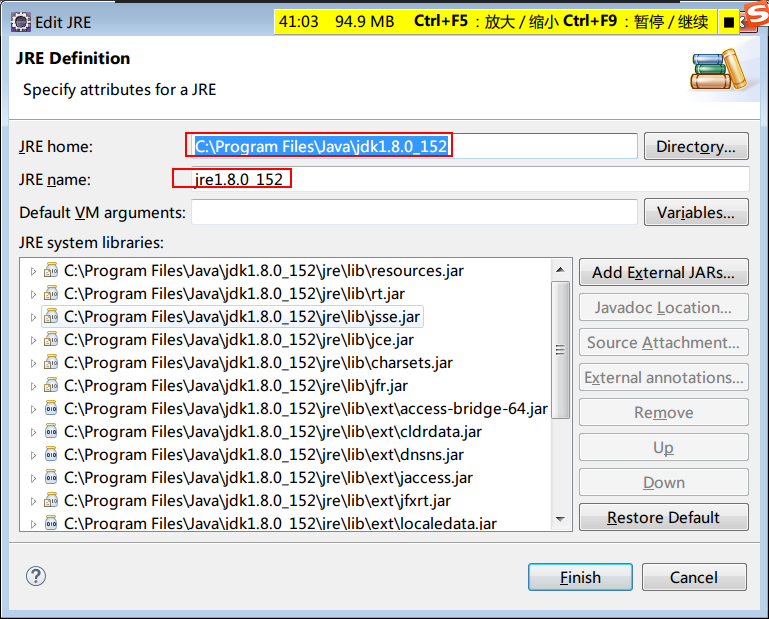 Edit JRE
41:03 94.9 MB Ctrl+F5：放大 / 缩小 Ctrl+F9：暂停 / 继续
JRE Definition
Specify attributes for a JRE
JRE home: C:\Program Files\Java\jdk1.8.0_152 Directory...
JRE name: jre1.8.0_152
Default VM arguments: Variables...
JRE system libraries:
C:\Program Files\Java\jdk1.8.0_152\jre\lib\resources.jar
C:\Program Files\Java\jdk1.8.0_152\jre\lib\rt.jar
C:\Program Files\Java\jdk1.8.0_152\jre\lib\jsse.jar
C:\Program Files\Java\jdk1.8.0_152\jre\lib\jce.jar
C:\Program Files\Java\jdk1.8.0_152\jre\lib\charsets.jar
C:\Program Files\Java\jdk1.8.0_152\jre\lib\jfr.jar
C:\Program Files\Java\jdk1.8.0_152\jre\lib\ext\access-bridge-64.jar
C:\Program Files\Java\jdk1.8.0_152\jre\lib\ext\cldrdata.jar
C:\Program Files\Java\jdk1.8.0_152\jre\lib\ext\dnsns.jar
C:\Program Files\Java\jdk1.8.0_152\jre\lib\ext\jaccess.jar
C:\Program Files\Java\jdk1.8.0_152\jre\lib\ext\jfxrt.jar
C:\Program Files\Java\jdk1.8.0_152\jre\lib\ext\localedata.jar
Add External JARs...
Javadoc Location...
Source Attachment...
External annotations...
Remove
Up
Down
Restore Default
Finish
Cancel